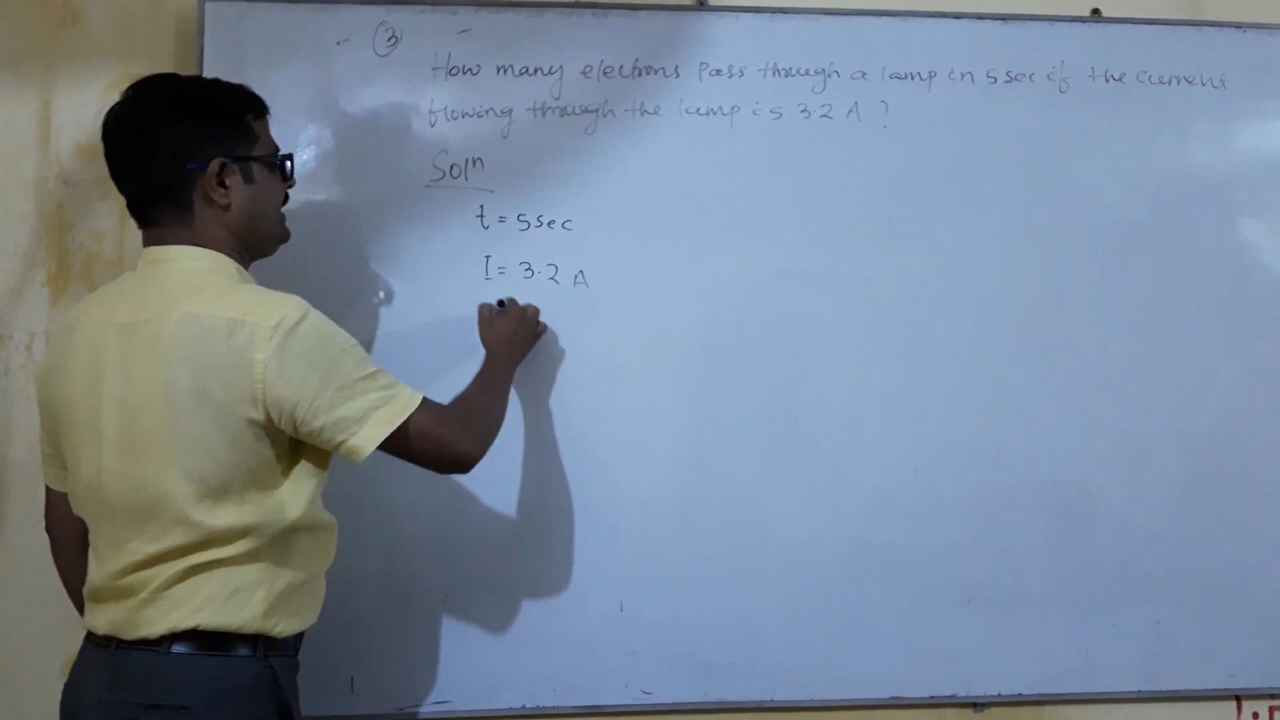 ③
How many electrons pass through a lamp in 5 sec if the current
flowing through the lamp is 3.2 A ?
Solⁿ
t = 5 sec
I = 3.2 A